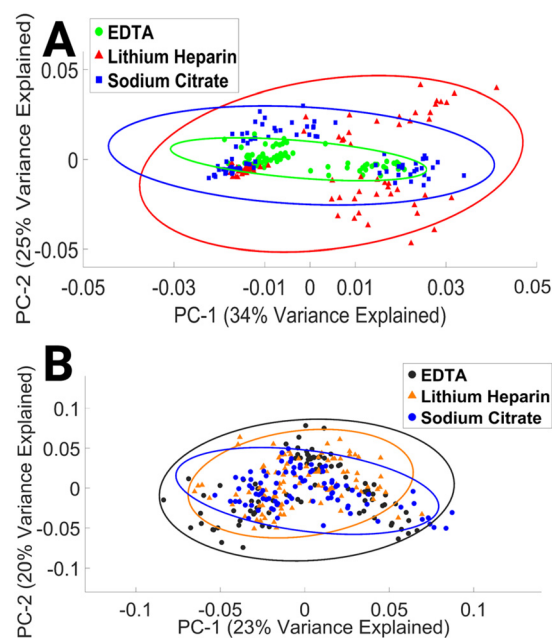 A
EDTA
Lithium Heparin
Sodium Citrate
PC-2 (25% Variance Explained)
0.05
0
-0.05
-0.05 -0.03 -0.01 0 0.01 0.03 0.05
PC-1 (34% Variance Explained)
B
EDTA
Lithium Heparin
Sodium Citrate
PC-2 (20% Variance Explained)
0.1
0.05
0
-0.05
-0.1
-0.1 -0.05 0 0.05 0.1
PC-1 (23% Variance Explained)